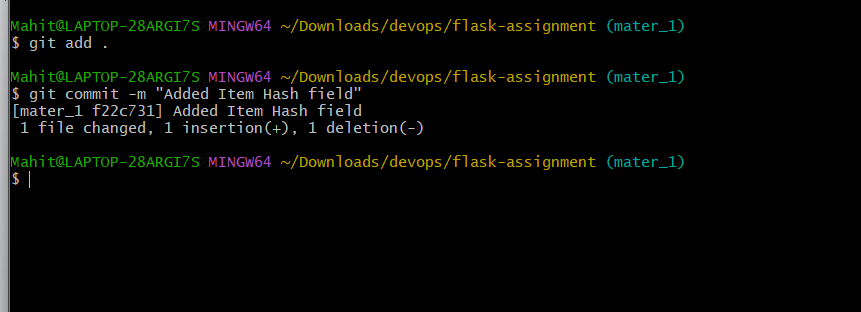 Mahit@LAPTOP-28ARGI7S MINGW64 ~/Downloads/devops/flask-assignment (mater_1)
$ git add .
Mahit@LAPTOP-28ARGI7S MINGW64 ~/Downloads/devops/flask-assignment (mater_1)
$ git commit -m "Added Item Hash field"
[mater_1 f22c731] Added Item Hash field
 1 file changed, 1 insertion(+), 1 deletion(-)
Mahit@LAPTOP-28ARGI7S MINGW64 ~/Downloads/devops/flask-assignment (mater_1)
$